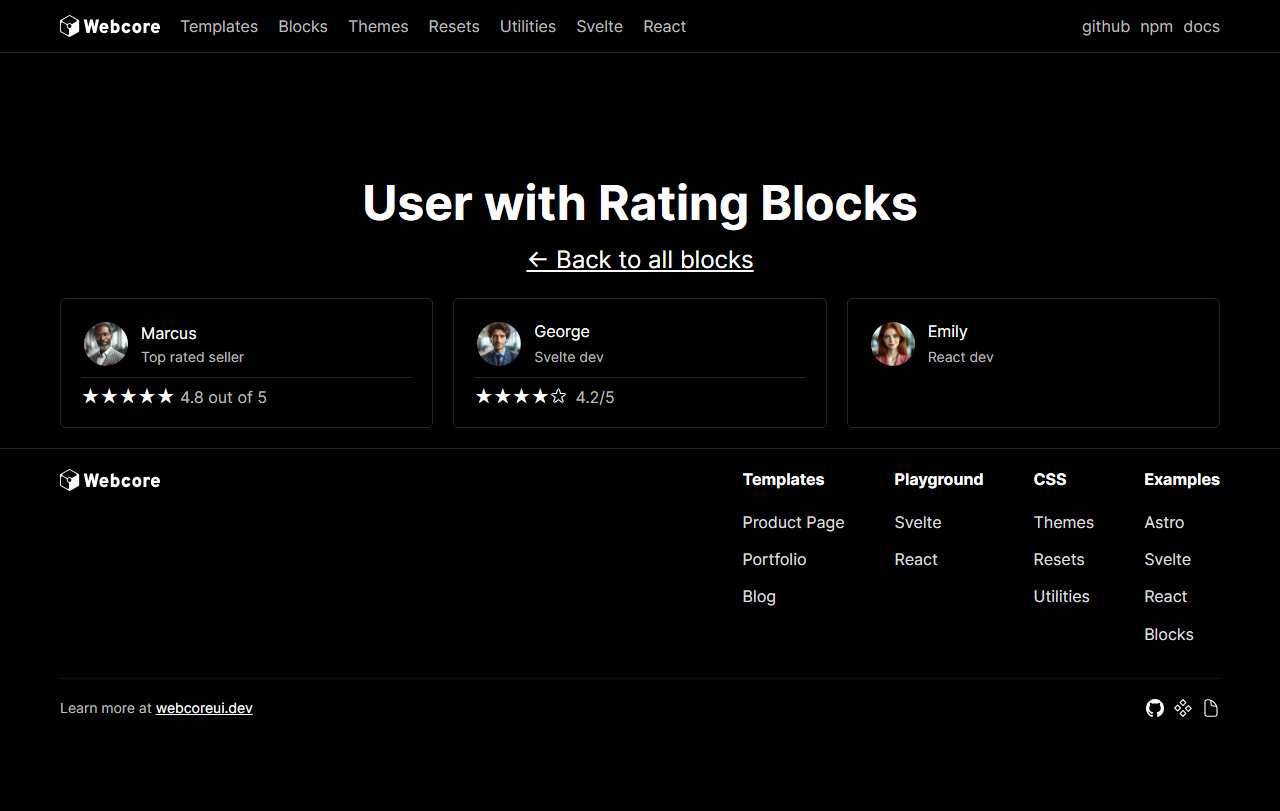 Webcore Templates Blocks Themes Resets Utilities Svelte React github npm docs
User with Rating Blocks
← Back to all blocks
Marcus
Top rated seller
★★★★★ 4.8 out of 5
George
Svelte dev
★★★★☆ 4.2/5
Emily
React dev
Webcore
Templates
Product Page
Portfolio
Blog
Playground
Svelte
React
CSS
Themes
Resets
Utilities
Examples
Astro
Svelte
React
Blocks
Learn more at webcoreui.dev